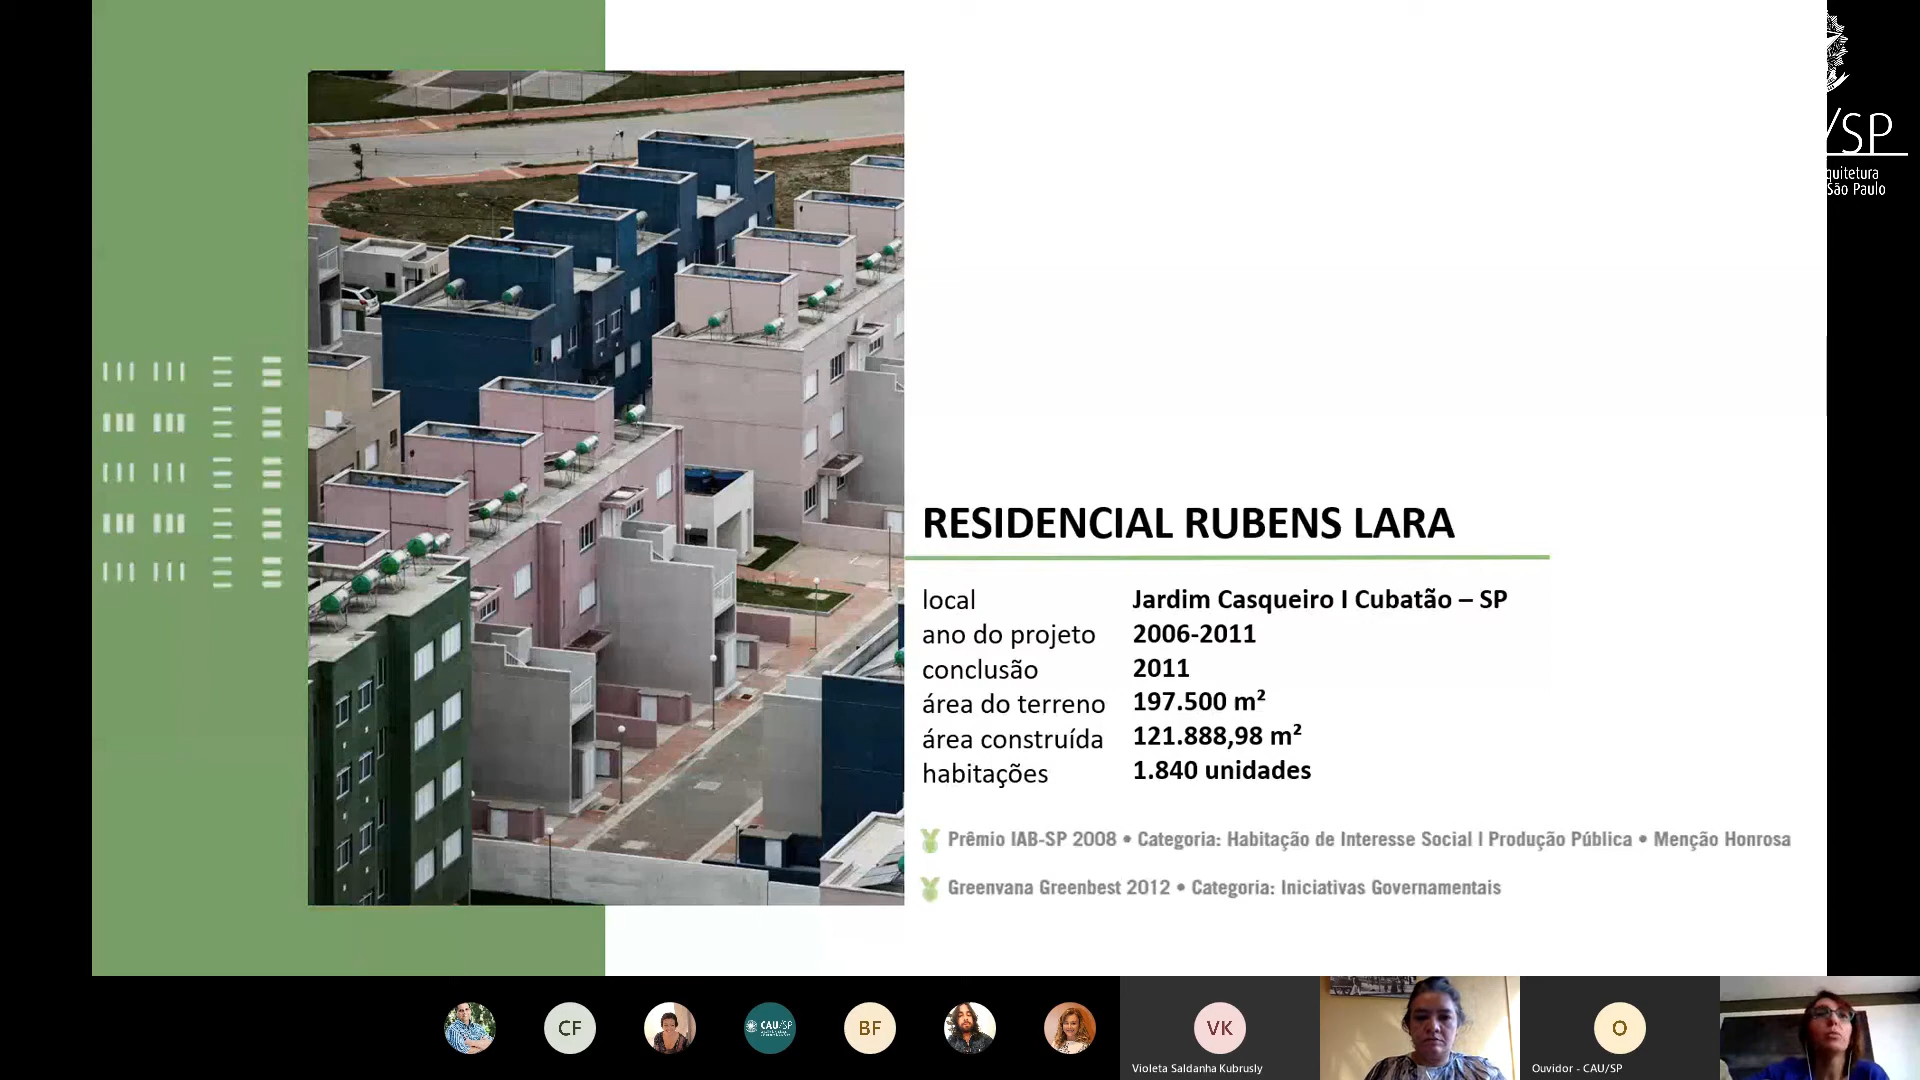 /SP
quitetura
São Paulo
RESIDENCIAL RUBENS LARA
local Jardim Casqueiro I Cubatão – SP
ano do projeto 2006-2011
conclusão 2011
área do terreno 197.500 m²
área construída 121.888,98 m²
habitações 1.840 unidades
Prêmio IAB-SP 2008 • Categoria: Habitação de Interesse Social I Produção Pública • Menção Honrosa
Greenvana Greenbest 2012 • Categoria: Iniciativas Governamentais
CF
CAU/SP
BF
VK
O
Violeta Saldanha Kubrusly
Ouvidor - CAU/SP